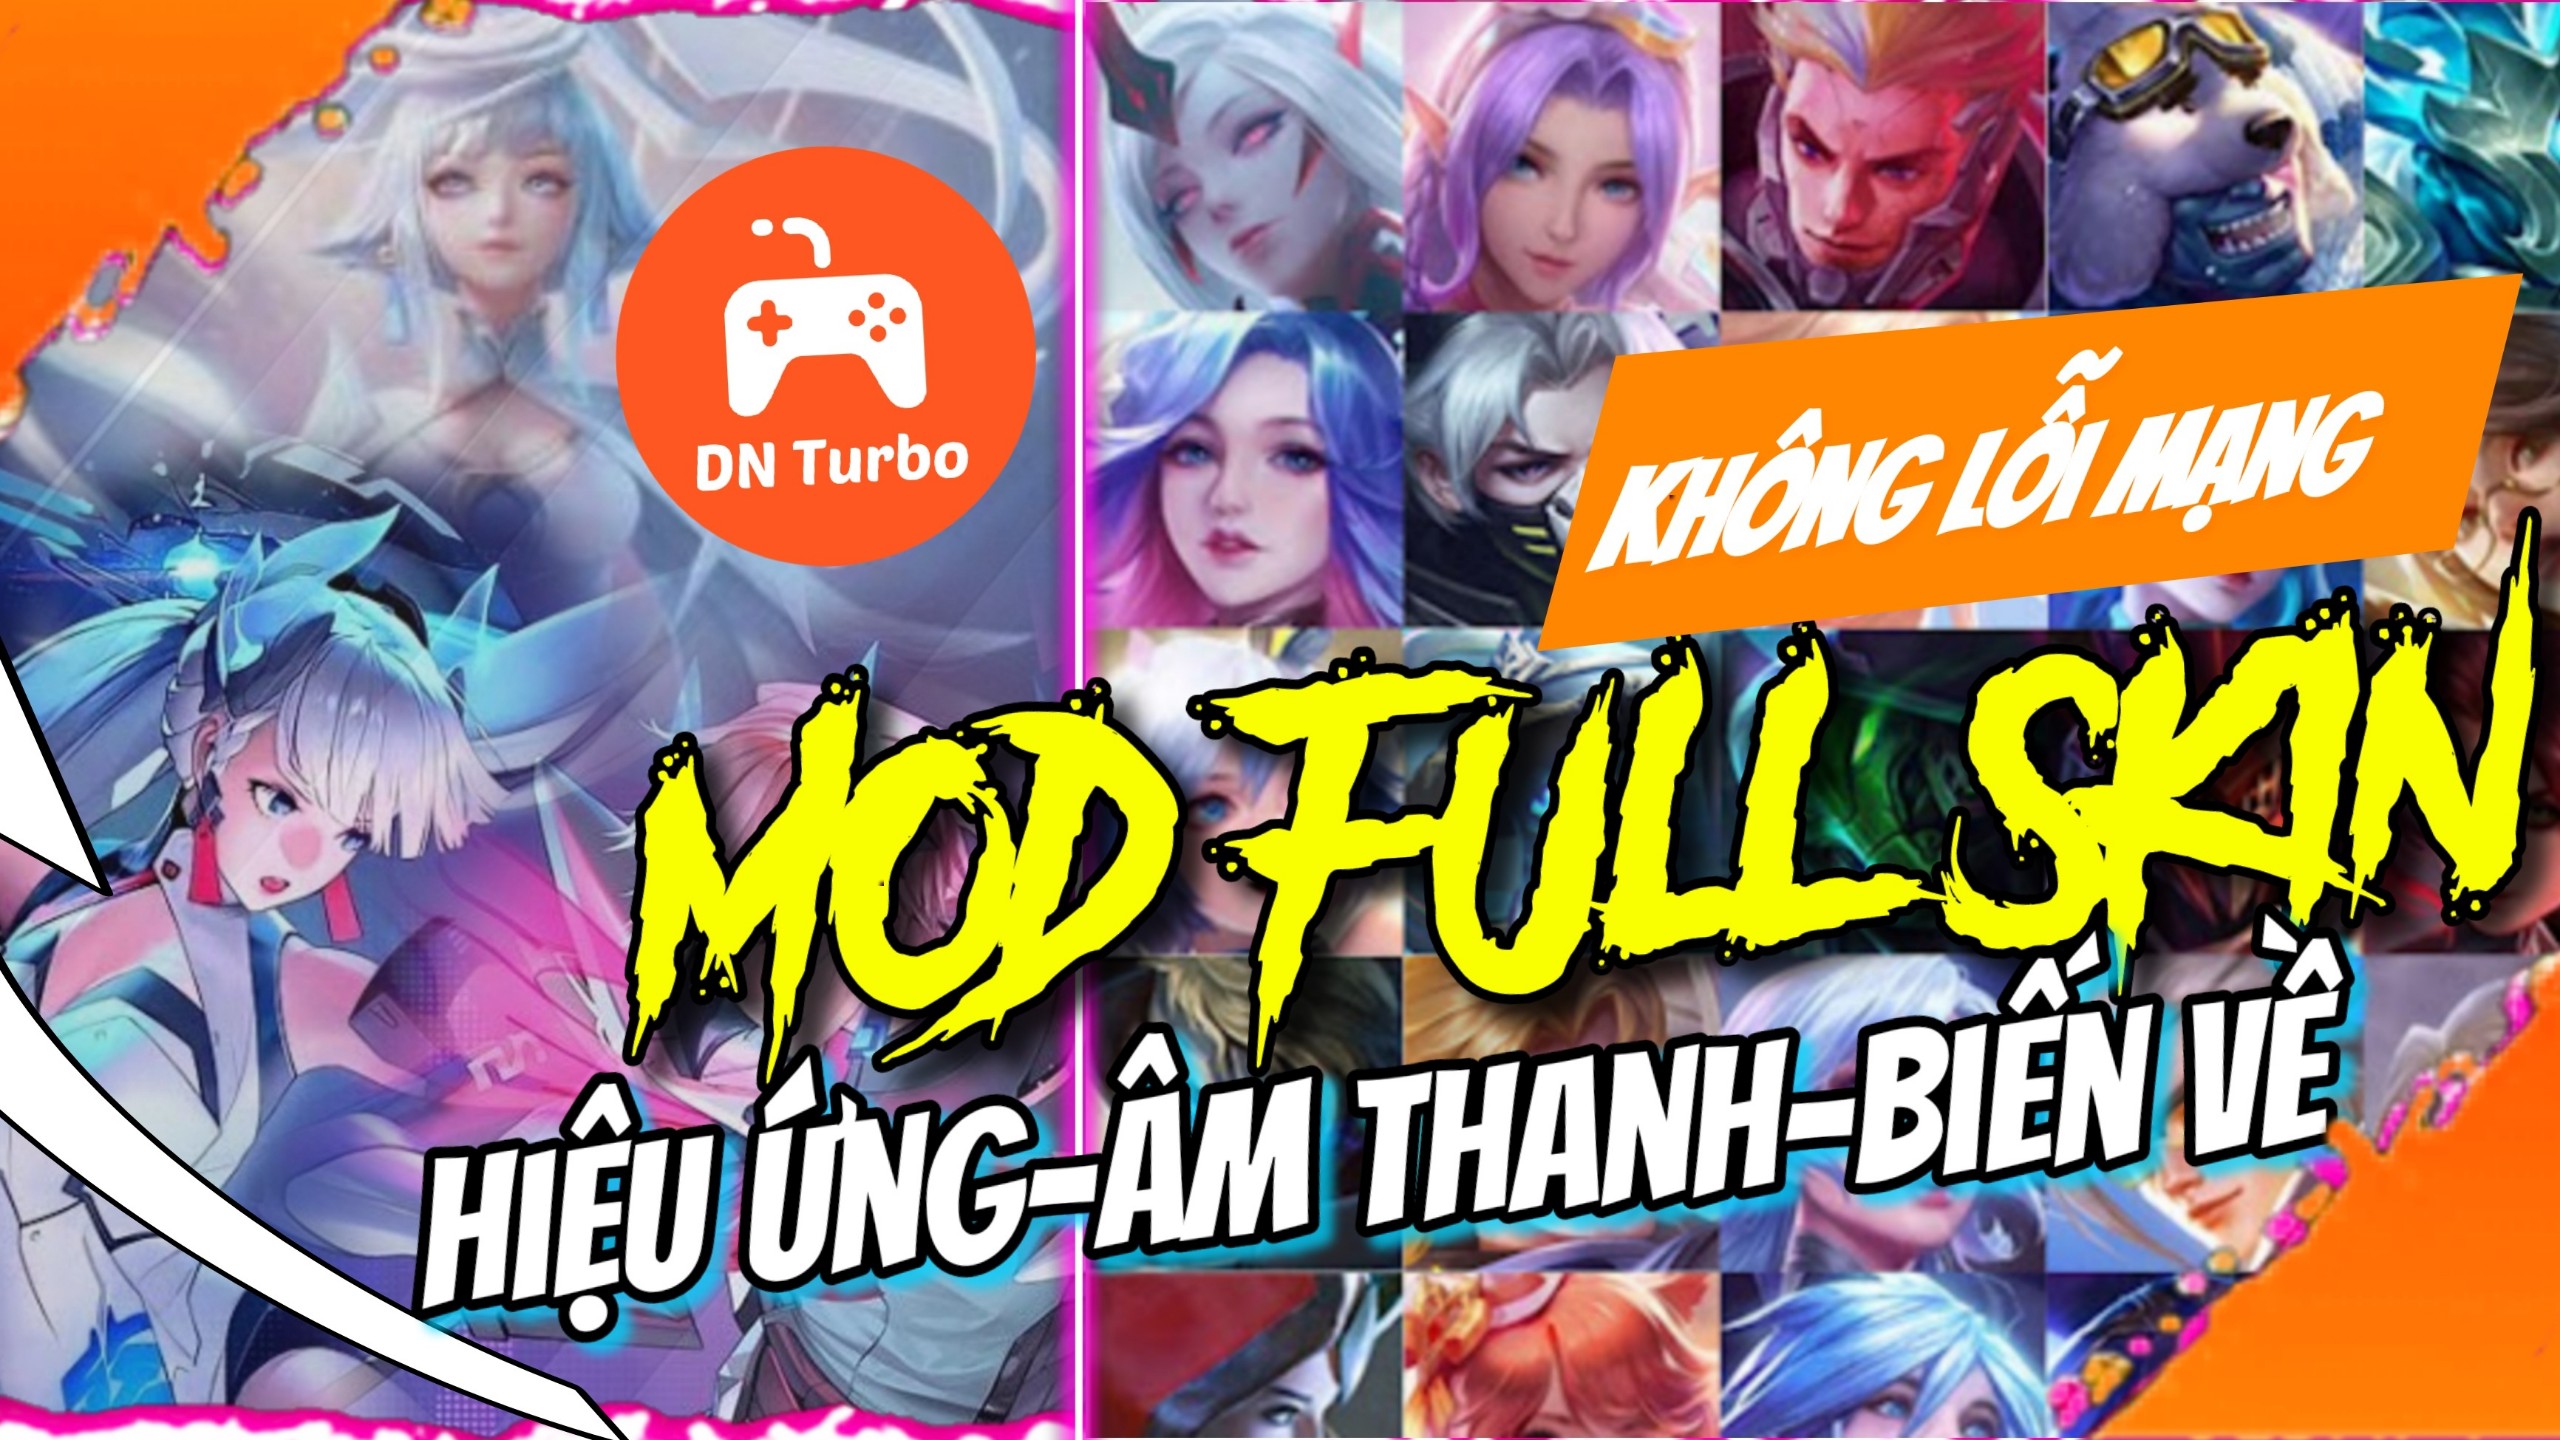 DN Turbo
KHÔNG LỖI MẠNG
MOD FULL SKIN
HIỆU ỨNG-ÂM THANH-BIẾN VỀ